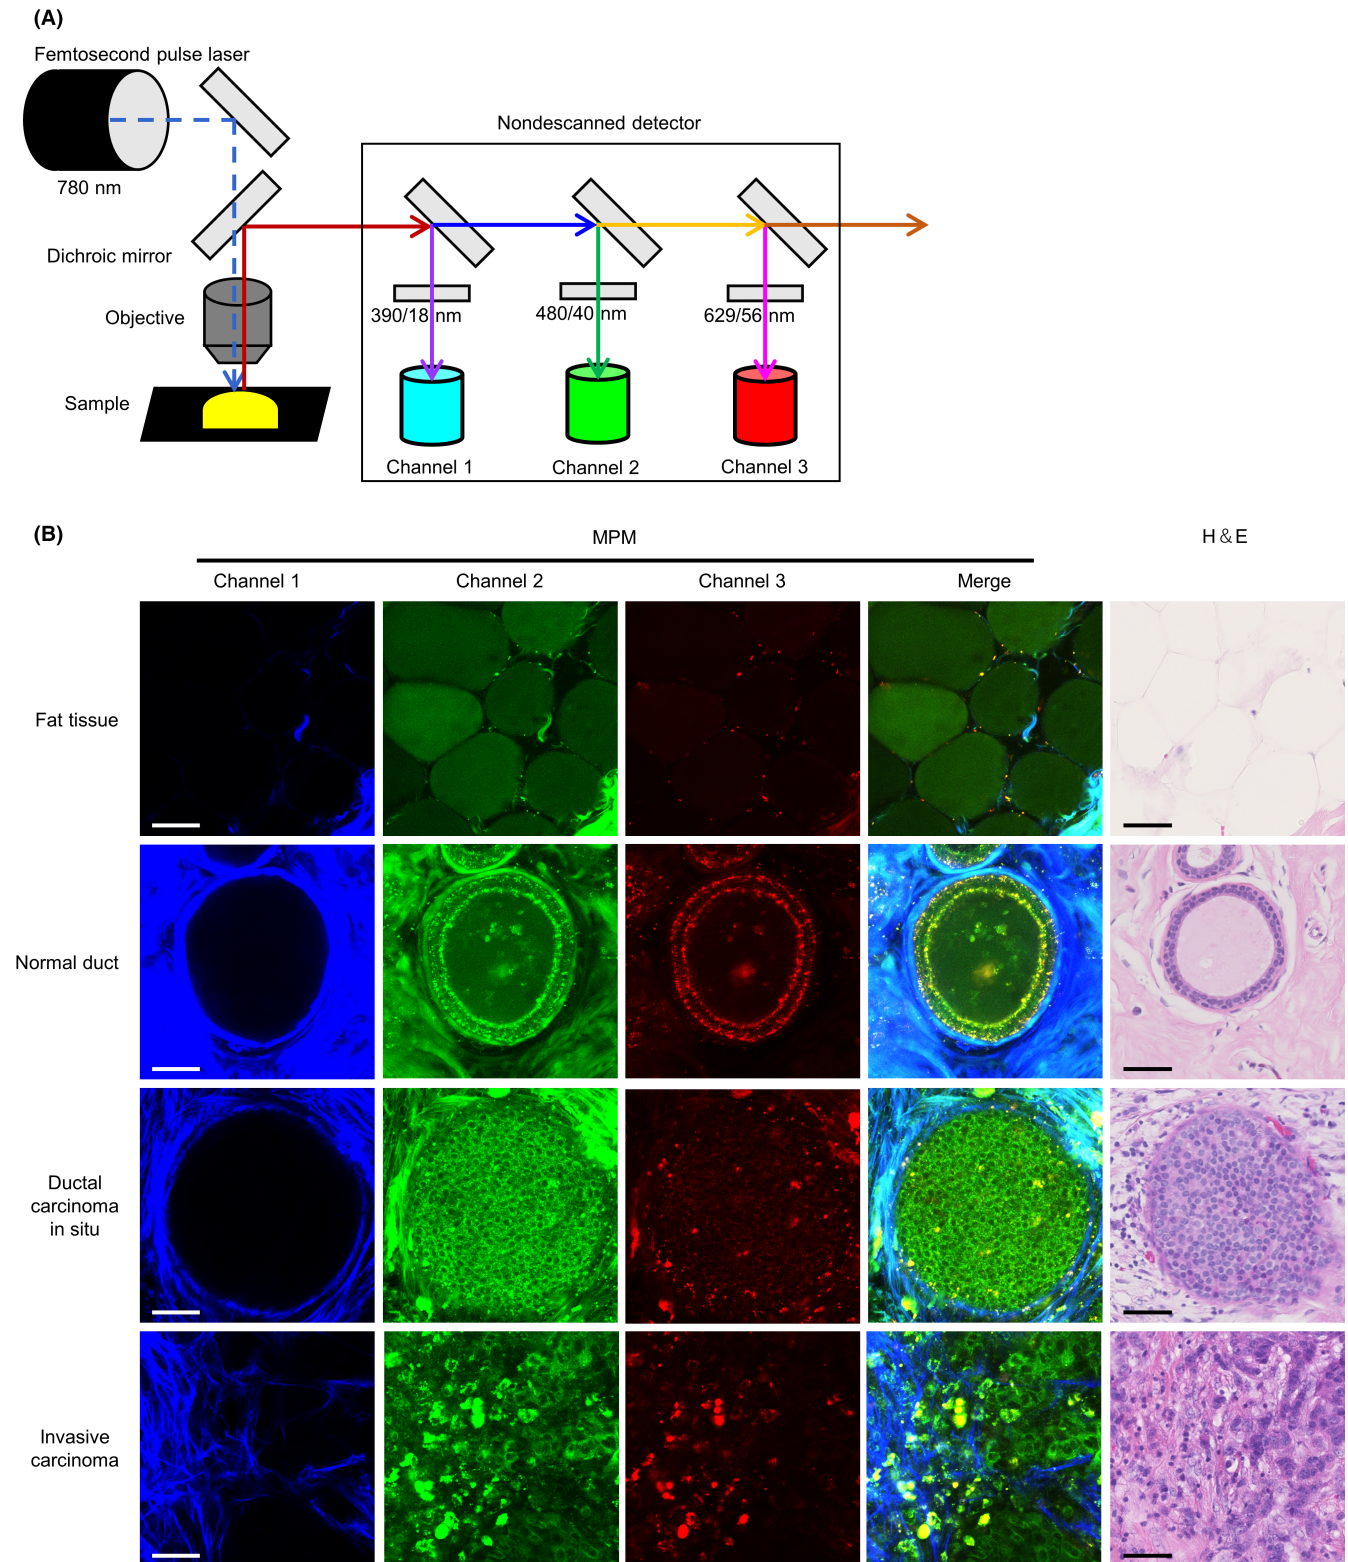 (A)
Femtosecond pulse laser
Nondescanned detector
780 nm
Dichroic mirror
Objective
390/18 nm
480/40 nm
629/56 nm
Sample
Channel 1
Channel 2
Channel 3
(B)
MPM
H&E
Channel 1
Channel 2
Channel 3
Merge
Fat tissue
Normal duct
Ductal
carcinoma
in situ
Invasive
carcinoma